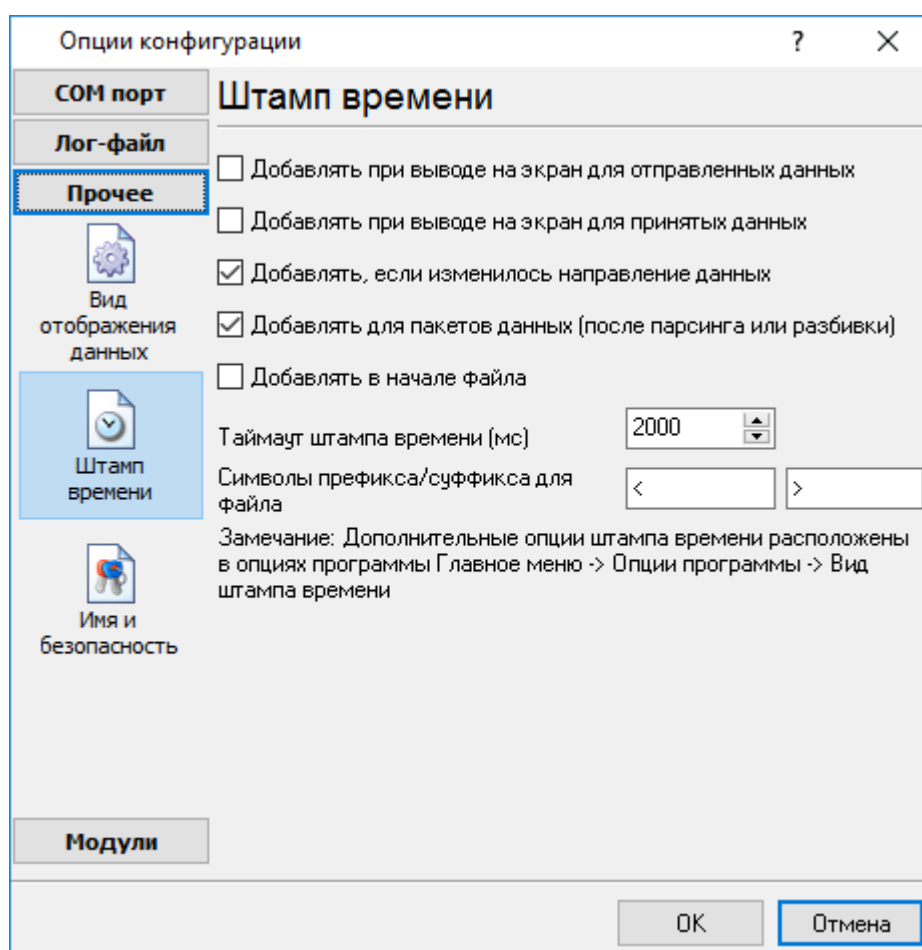 Опции конфигурации
?
COM порт
Лог-файл
Прочее
Вид
отображения
данных
Штамп
времени
Имя и
безопасность
Модули
Штамп времени
Добавлять при выводе на экран для отправленных данных
Добавлять при выводе на экран для принятых данных
Добавлять, если изменилось направление данных
Добавлять для пакетов данных (после парсинга или разбивки)
Добавлять в начале файла
Таймаут штампа времени (мс)
2000
Символы префикса/суффикса для
файла
<
>
Замечание: Дополнительные опции штампа времени расположены
в опциях программы Главное меню -> Опции программы -> Вид
штампа времени
OK
Отмена